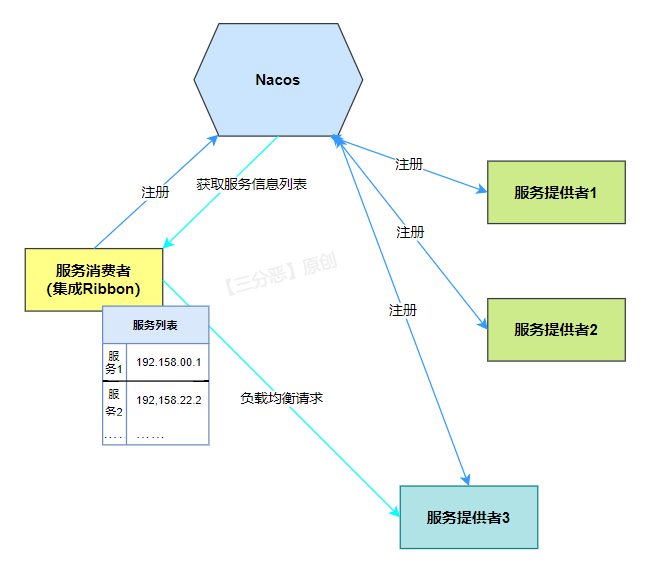 Nacos
注册
获取服务信息列表
注册
服务提供者1
注册
服务消费者
(集成Ribbon)
【三分恶】原创
注册
服务提供者2
服务列表
服
务1
192.158.00.1
服
务2
192,158.22.2
....
......
负载均衡请求
服务提供者3